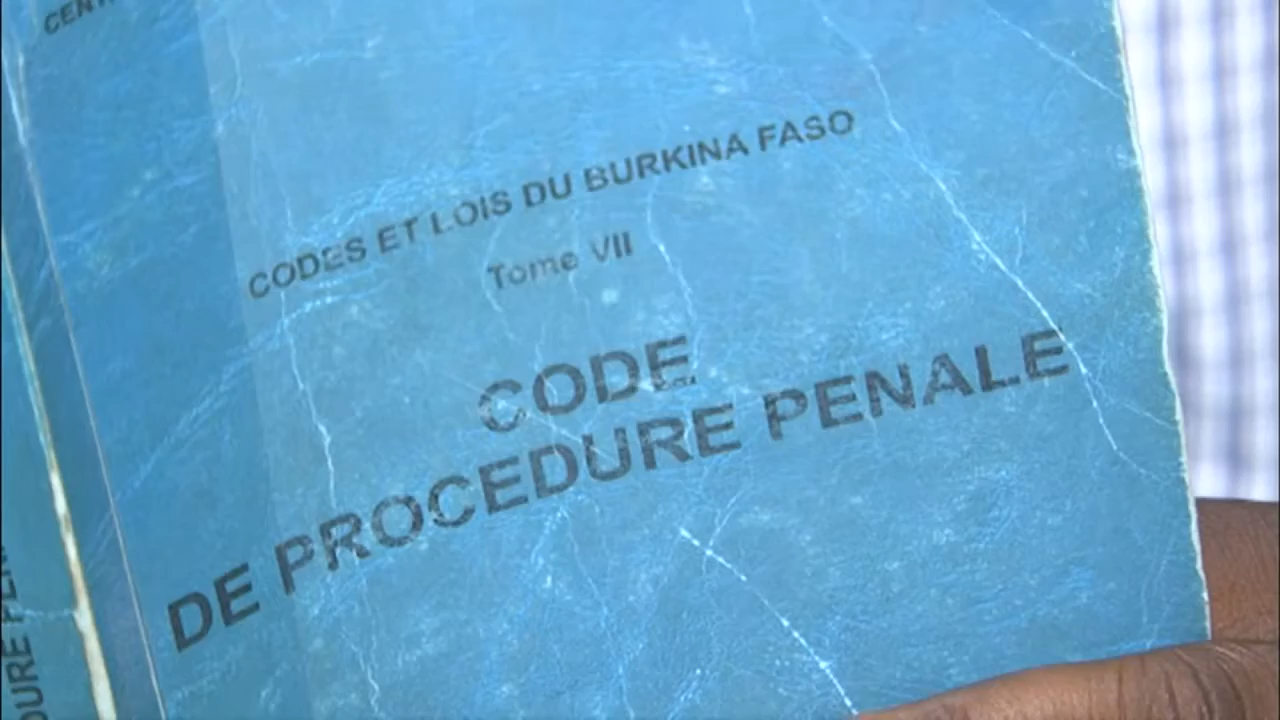 CODES ET LOIS DU BURKINA FASO
Tome VII
CODE
DE PROCEDURE PENALE